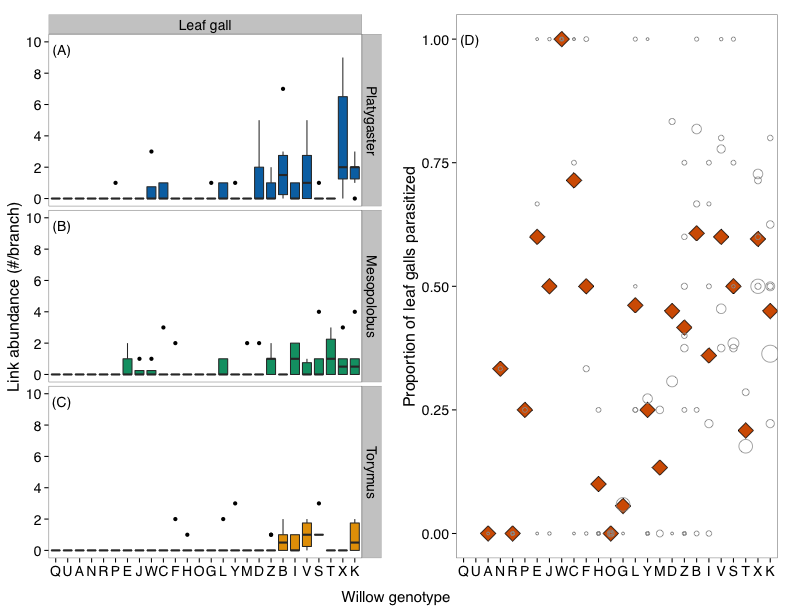 Leaf gall
(A)
10
8
6
4
2
0
Platygaster
(B)
10
8
6
4
2
0
Mesopolobus
(C)
10
8
6
4
2
0
Torymus
Link abundance (#/branch)
Q U A N R P E J W C F H O G L Y M D Z B I V S T X K
(D)
1.00
0.75
0.50
0.25
0.00
Proportion of leaf galls parasitized
Q U A N R P E J W C F H O G L Y M D Z B I V S T X K
Willow genotype